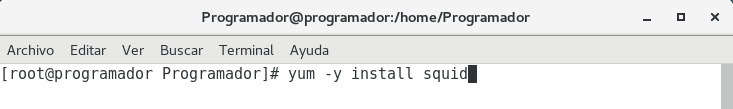 Programador@programador:/home/Programador
Archivo Editar Ver Buscar Terminal Ayuda
[root@programador Programador]# yum -y install squid